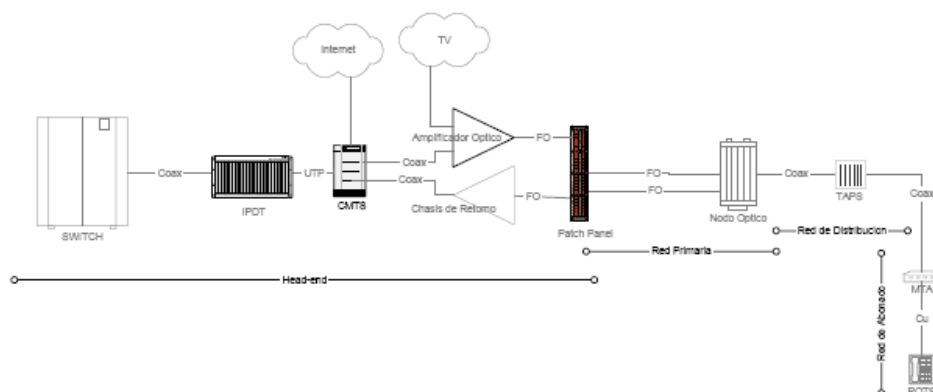 Internet
TV
Amplificador Optico
FO
Coax
UTP
Coax
Coax
FO
FO
FO
Coax
Coax
SWITCH
IPDT
CMTS
Chasis de Retorno
Patch Panel
Nodo Optico
TAPS
Red de Distribucion
Red Primaria
Head-end
MTA
Cu
Red de Abonado
POTS